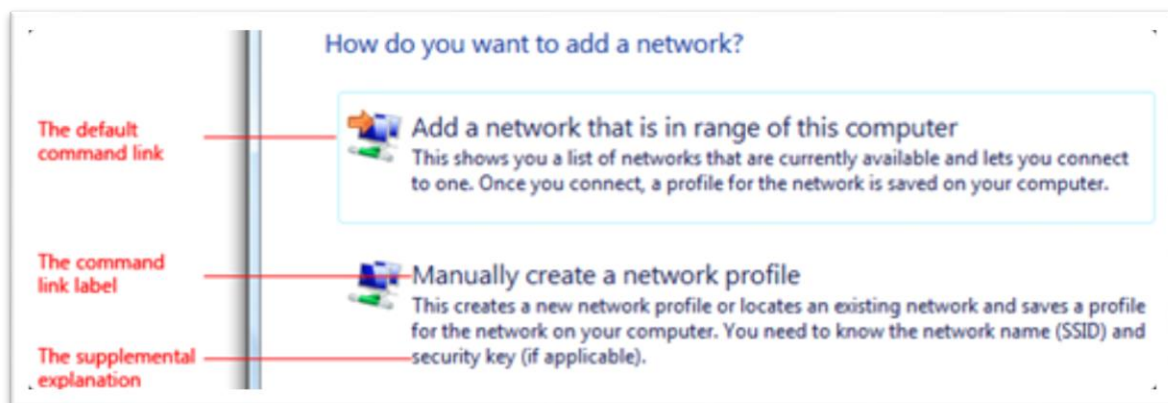 How do you want to add a network?
The default
command link
Add a network that is in range of this computer
This shows you a list of networks that are currently available and lets you connect
to one. Once you connect, a profile for the network is saved on your computer.
The command
link label
Manually create a network profile
This creates a new network profile or locates an existing network and saves a profile
for the network on your computer. You need to know the network name (SSID) and
security key (if applicable).
The supplemental
explanation